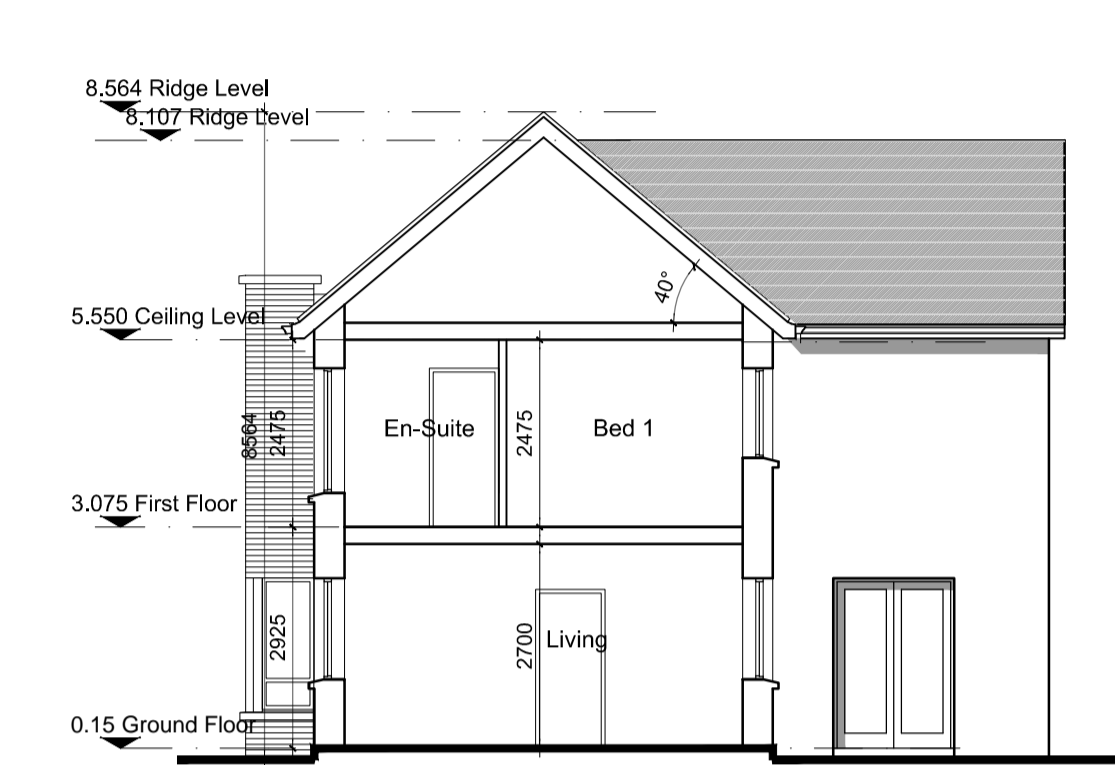 8.564 Ridge Level
8.107 Ridge Level
40°
5.550 Ceiling Level
8564
2475
En-Suite
2475
Bed 1
3.075 First Floor
2925
2700
Living
0.15 Ground Floor